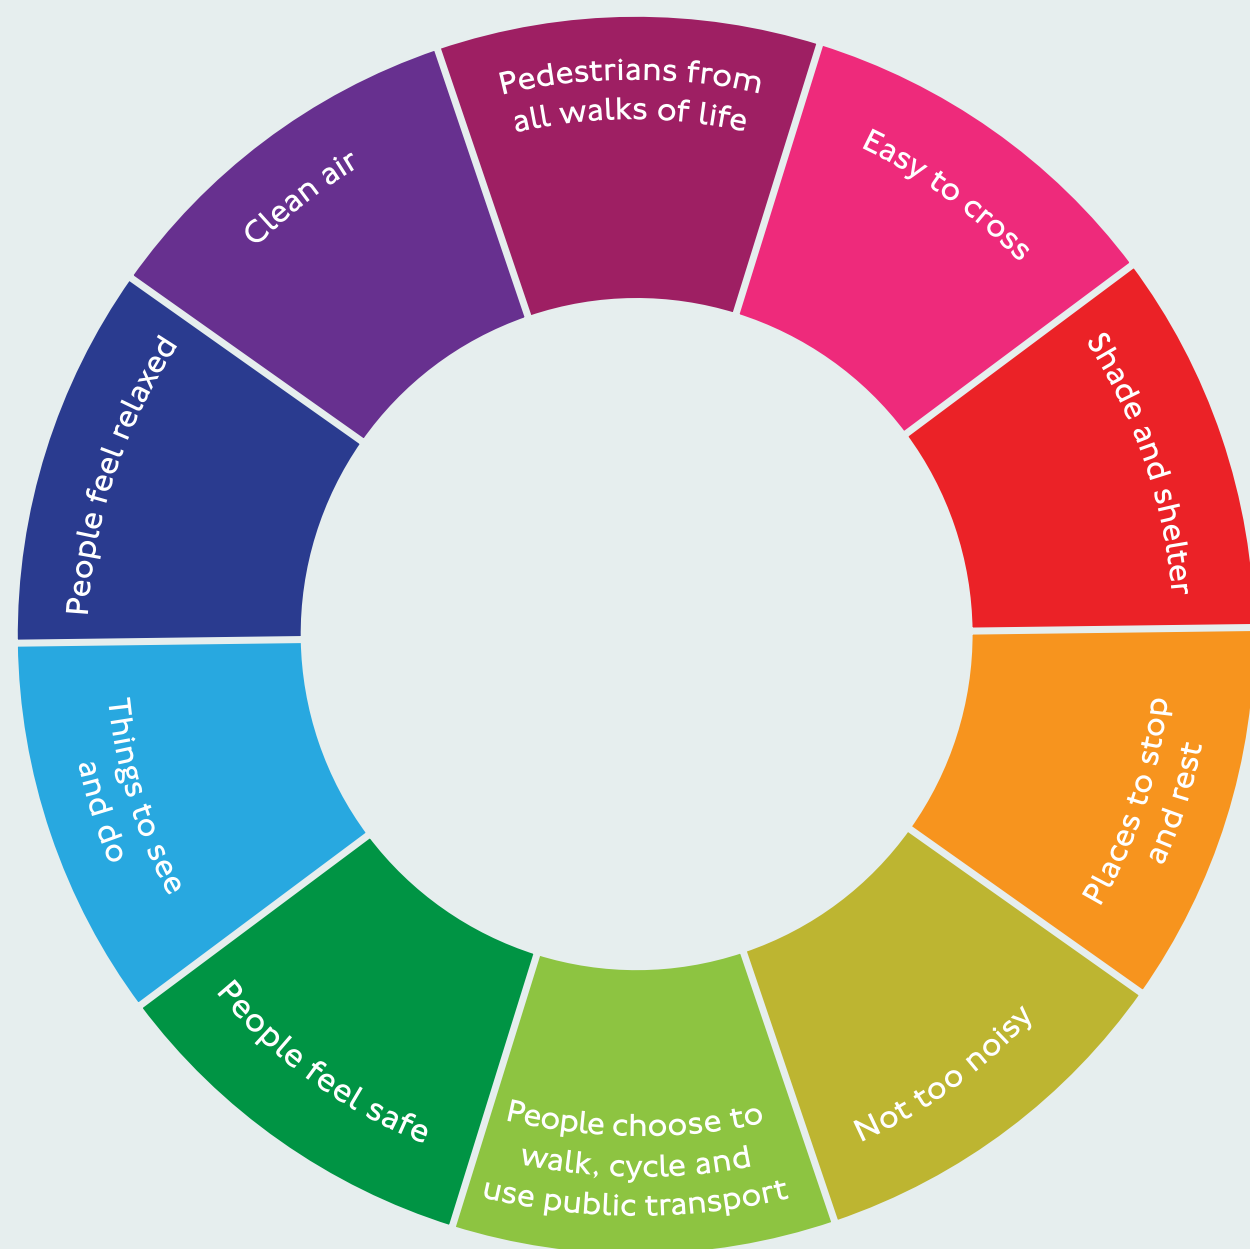 Pedestrians from
all walks of life
Easy to cross
Shade and shelter
Places to stop
and rest
Not too noisy
People choose to
walk, cycle and
use public transport
People feel safe
Things to see
and do
People feel relaxed
Clean air